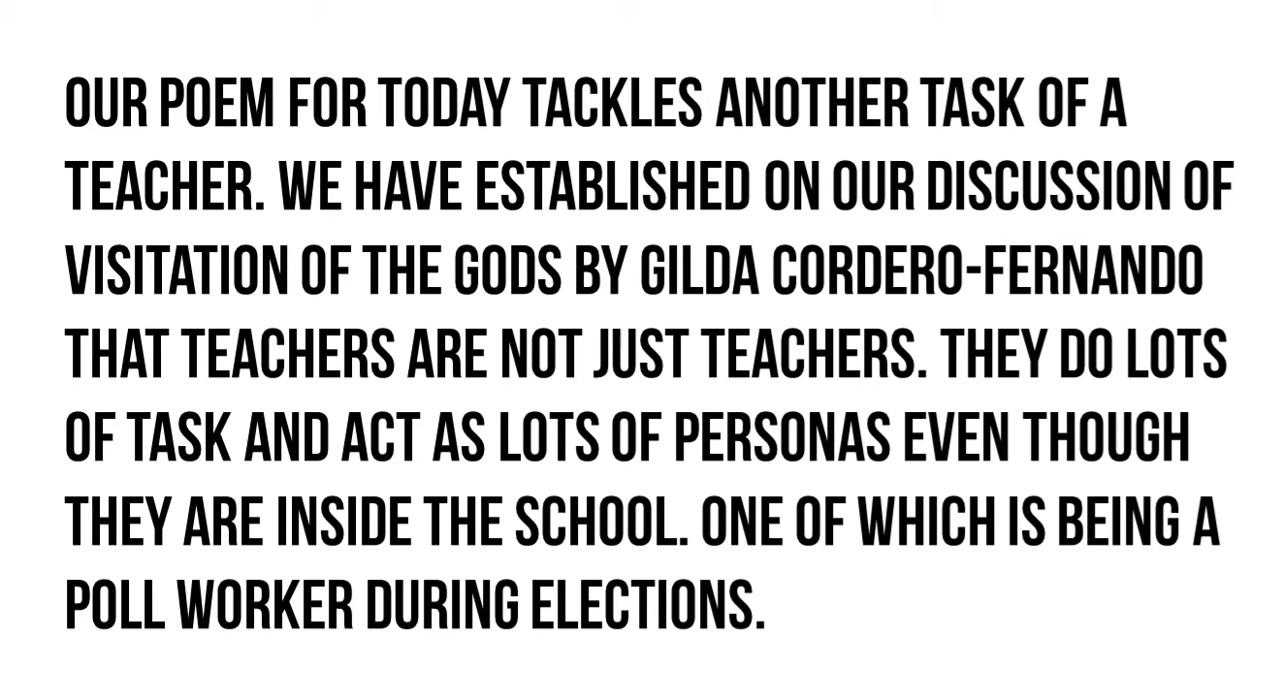 OUR POEM FOR TODAY TACKLES ANOTHER TASK OF A
TEACHER. WE HAVE ESTABLISHED ON OUR DISCUSSION OF
VISITATION OF THE GODS BY GILDA CORDERO-FERNANDO
THAT TEACHERS ARE NOT JUST TEACHERS. THEY DO LOTS
OF TASK AND ACT AS LOTS OF PERSONAS EVEN THOUGH
THEY ARE INSIDE THE SCHOOL. ONE OF WHICH IS BEING A
POLL WORKER DURING ELECTIONS.